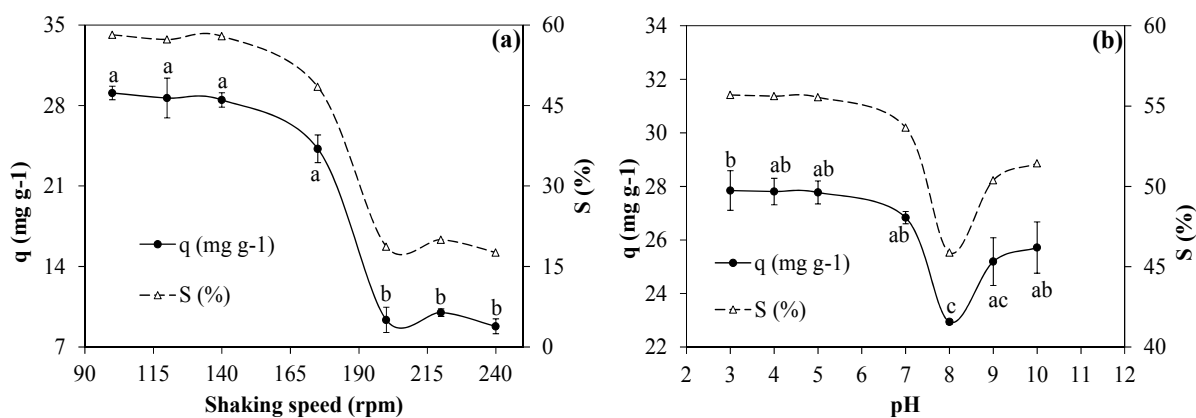 (a)
35
28
21
14
7
q (mg g-1)
60
45
30
15
0
S (%)
a
a
a
a
b
b
b
q (mg g-1)
S (%)
90 115 140 165 190 215 240
Shaking speed (rpm)
(b)
34
32
30
28
26
24
22
q (mg g-1)
60
55
50
45
40
S (%)
b
ab
ab
ab
c
ac
ab
q (mg g-1)
S (%)
2 3 4 5 6 7 8 9 10 11 12
pH